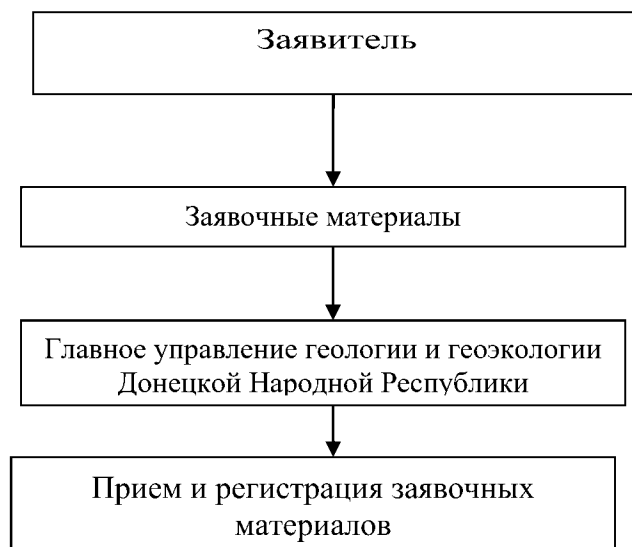 Заявитель
Заявочные материалы
Главное управление геологии и геоэкологии
Донецкой Народной Республики
Прием и регистрация заявочных
материалов